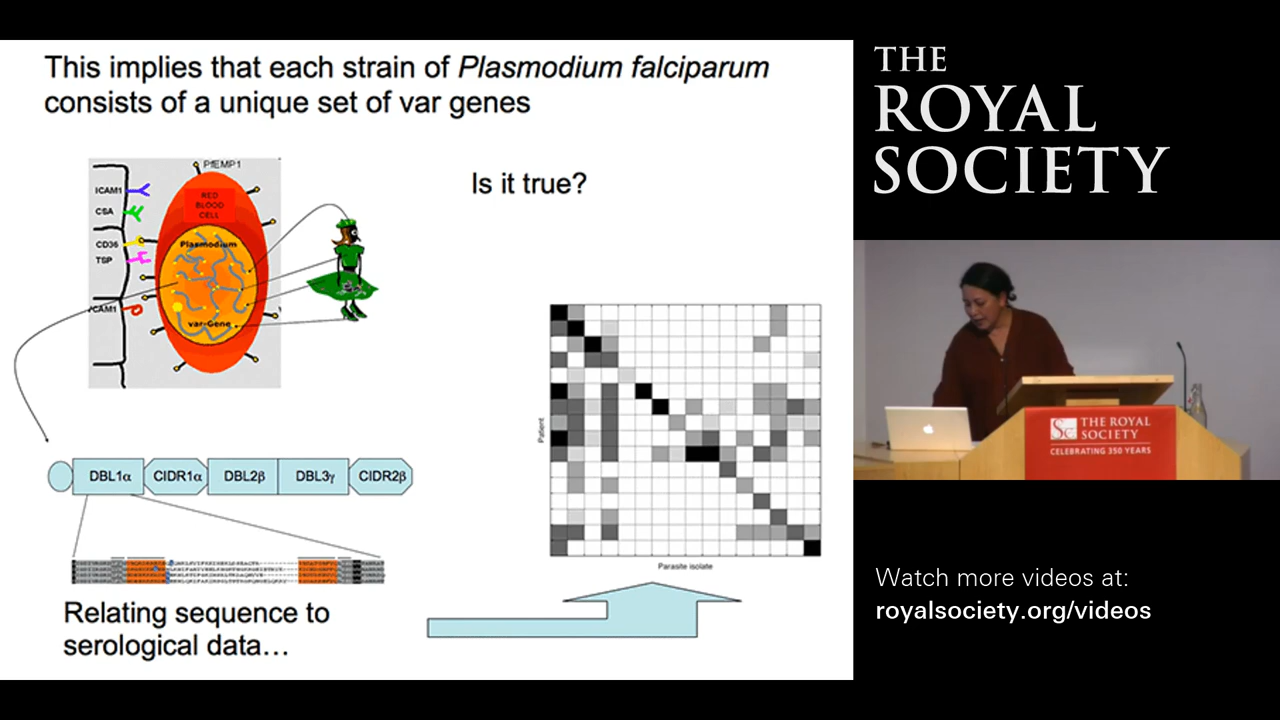 This implies that each strain of Plasmodium falciparum
consists of a unique set of var genes
Is it true?
PfEMP1
ICAM1
CSA
CD36
TSP
RED
BLOOD
CELL
Plasmodium
var-Gene
DBL1α
CIDR1α
DBL2β
DBL3γ
CIDR2β
Relating sequence to
serological data…
Patient
Parasite isolate
THE
ROYAL
SOCIETY
THE ROYAL
SOCIETY
CELEBRATING 350 YEARS
Watch more videos at:
royalsociety.org/videos